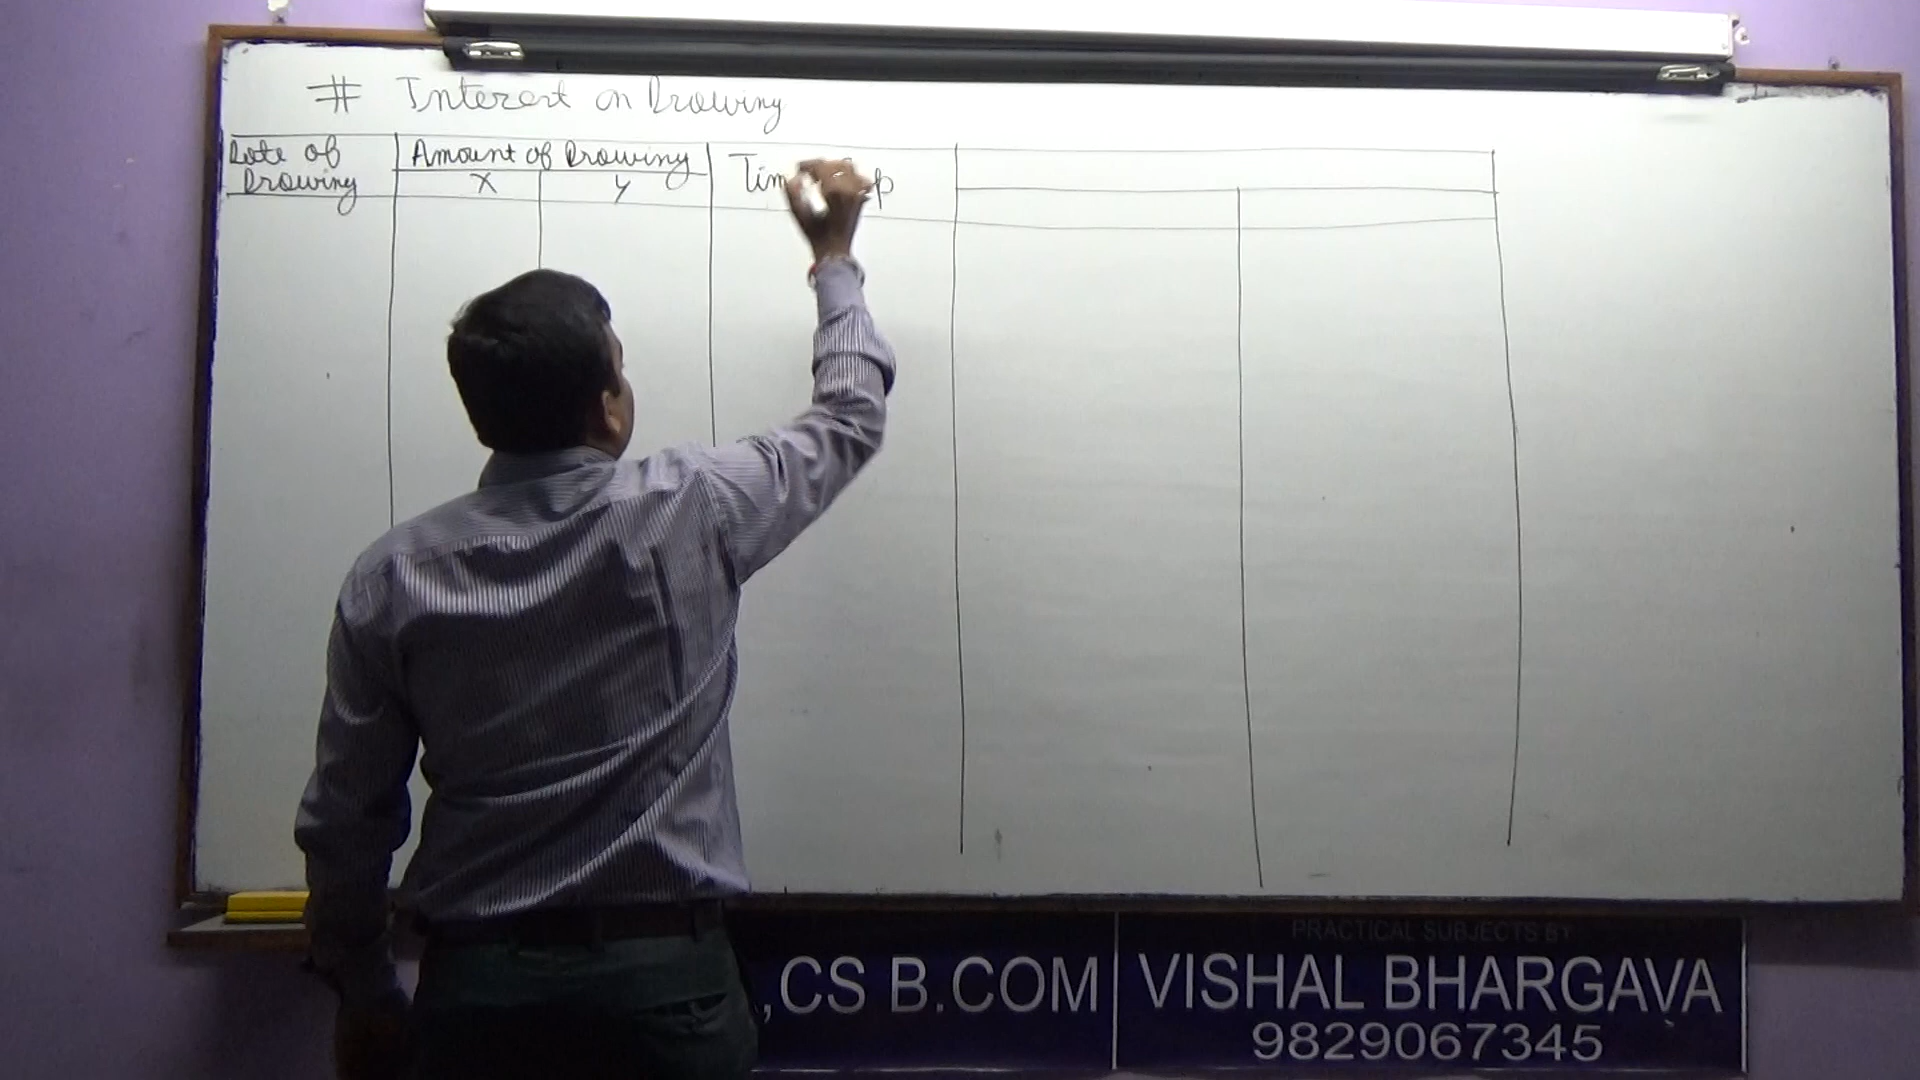 # Interest on Drawing
Date of
Drawing
Amount of Drawing
X
Y
PRACTICAL SUBJECTS BY
,CS B.COM
VISHAL BHARGAVA
9829067345